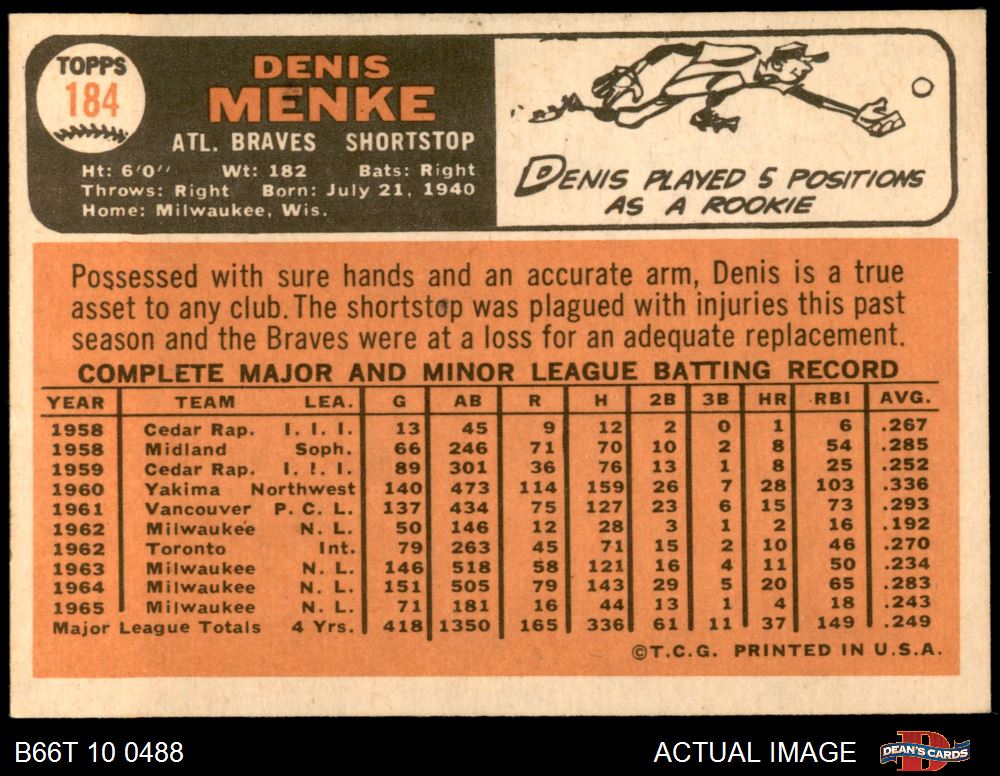 TOPPS
184
DENIS
MENKE
ATL. BRAVES SHORTSTOP
Ht: 6'0" Wt: 182 Bats: Right
Throws: Right Born: July 21, 1940
Home: Milwaukee, Wis.
DENIS PLAYED 5 POSITIONS
AS A ROOKIE
Possessed with sure hands and an accurate arm, Denis is a true
asset to any club. The shortstop was plagued with injuries this past
season and the Braves were at a loss for an adequate replacement.
COMPLETE MAJOR AND MINOR LEAGUE BATTING RECORD
YEAR TEAM LEA. G AB R H 2B 3B HR RBI AVG.
1958 Cedar Rap. I. I. I. 13 45 9 12 2 0 1 6 .267
1958 Midland Soph. 66 246 71 70 10 2 8 54 .285
1959 Cedar Rap. I. I. I. 89 301 36 76 13 1 8 25 .252
1960 Yakima Northwest 140 473 114 159 26 7 28 103 .336
1961 Vancouver P. C. L. 137 434 75 127 23 6 15 73 .293
1962 Milwaukee N. L. 50 146 12 28 3 1 2 16 .192
1962 Toronto Int. 79 263 45 71 15 2 10 46 .270
1963 Milwaukee N. L. 146 518 58 121 16 4 11 50 .234
1964 Milwaukee N. L. 151 505 79 143 29 5 20 65 .283
1965 Milwaukee N. L. 71 181 16 44 13 1 4 18 .243
Major League Totals 4 Yrs. 418 1350 165 336 61 11 37 149 .249
©T.C.G. PRINTED IN U.S.A.
B66T 10 0488 ACTUAL IMAGE DEAN'S CARDS